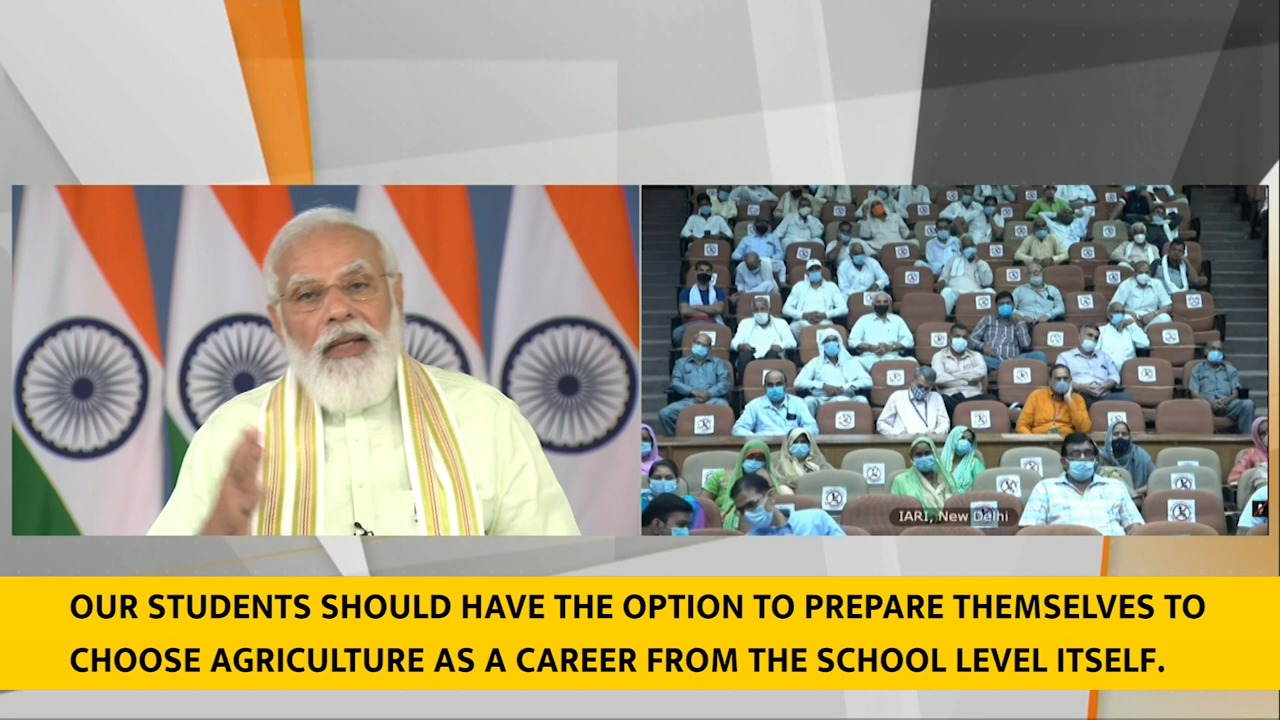 IARI, New Delhi
OUR STUDENTS SHOULD HAVE THE OPTION TO PREPARE THEMSELVES TO
CHOOSE AGRICULTURE AS A CAREER FROM THE SCHOOL LEVEL ITSELF.